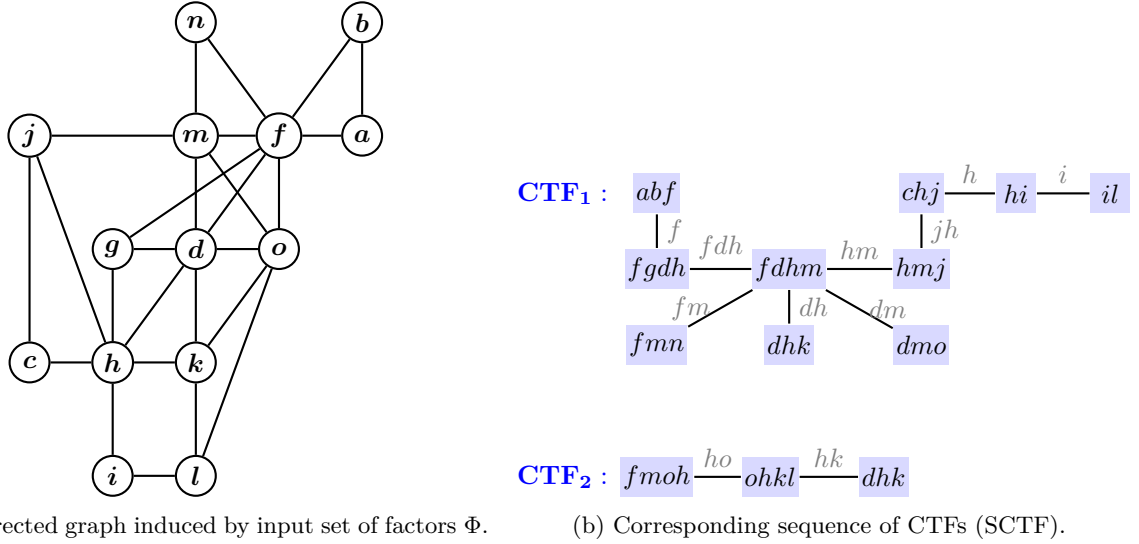 n b
j m f a
g d o
c h k
i l
CTF₁ : abf chj h hi i il
f jh
fgdh fdh fdhm hm hmj
fm dh dm
fmn dhk dmo
CTF₂ : fmoh ho ohkl hk dhk
rected graph induced by input set of factors Φ.
(b) Corresponding sequence of CTFs (SCTF).